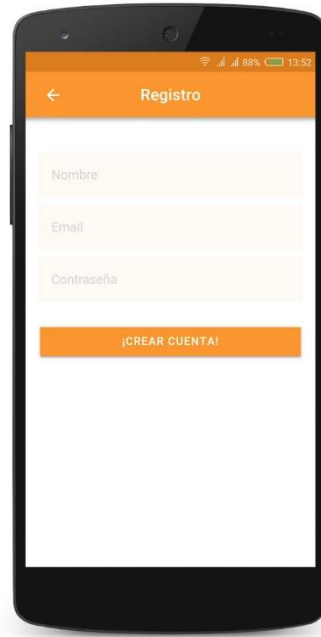 88% 13:52
Registro
Nombre
Email
Contraseña
¡CREAR CUENTA!